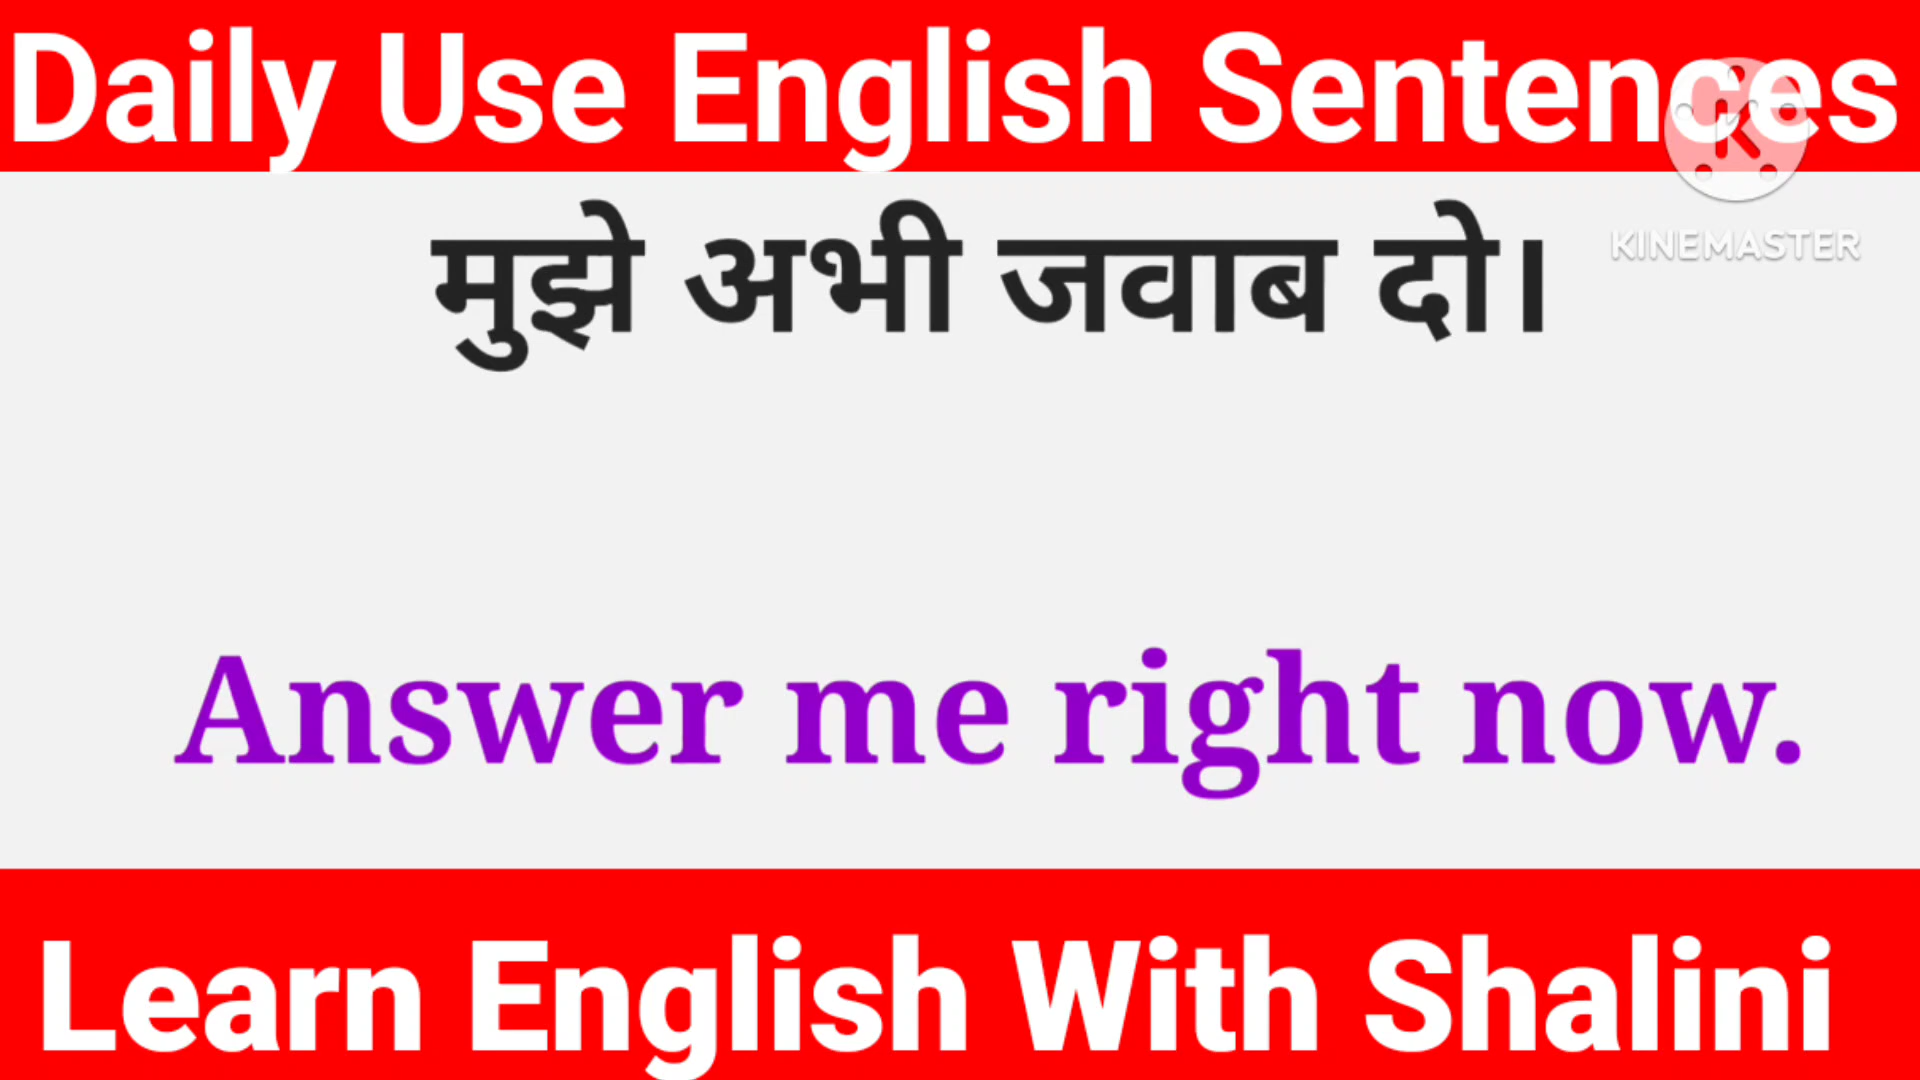 Daily Use English Sentences
KINEMASTER
मुझे अभी जवाब दो।
Answer me right now.
Learn English With Shalini